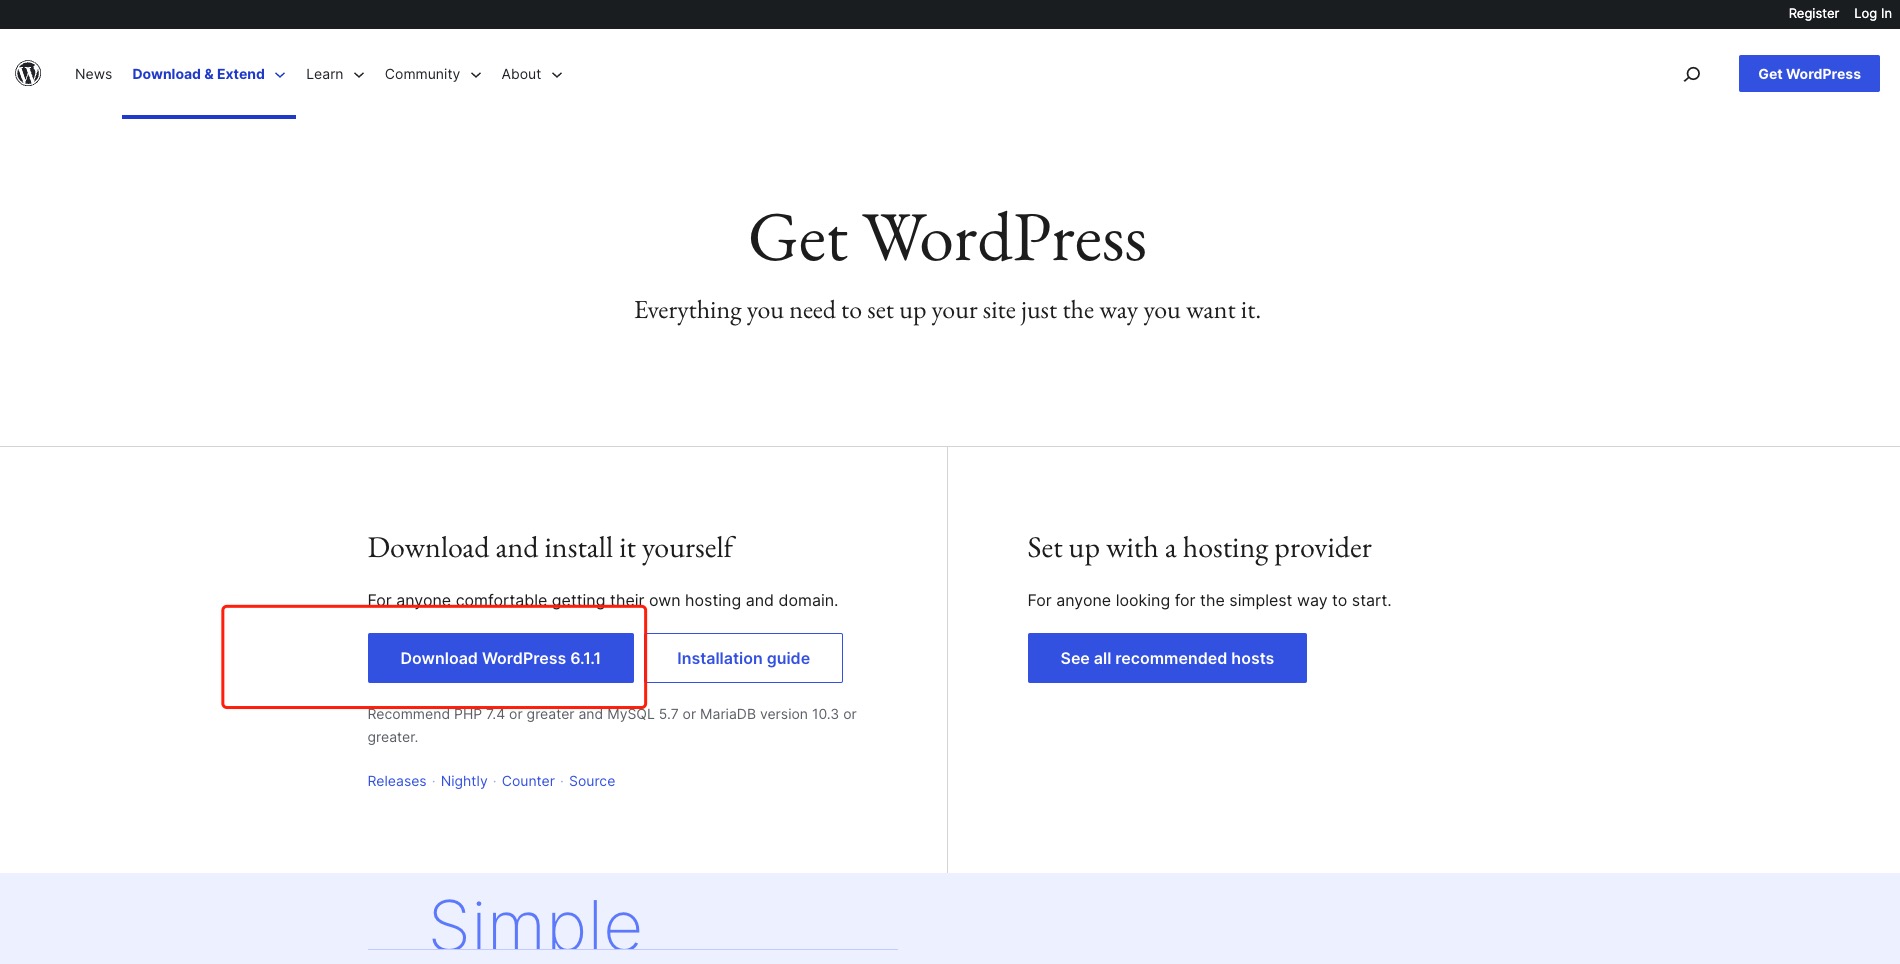 Register Log In
News Download & Extend Learn Community About Get WordPress
Get WordPress
Everything you need to set up your site just the way you want it.
Download and install it yourself
For anyone comfortable getting their own hosting and domain.
Download WordPress 6.1.1 Installation guide
Recommend PHP 7.4 or greater and MySQL 5.7 or MariaDB version 10.3 or
greater.
Releases · Nightly · Counter · Source
Set up with a hosting provider
For anyone looking for the simplest way to start.
See all recommended hosts
Simple